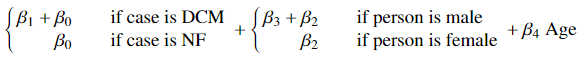 { β₁ + β₀ if case is DCM + { β₃ + β₂ if person is male + β₄ Age
β₀ if case is NF β₂ if person is female